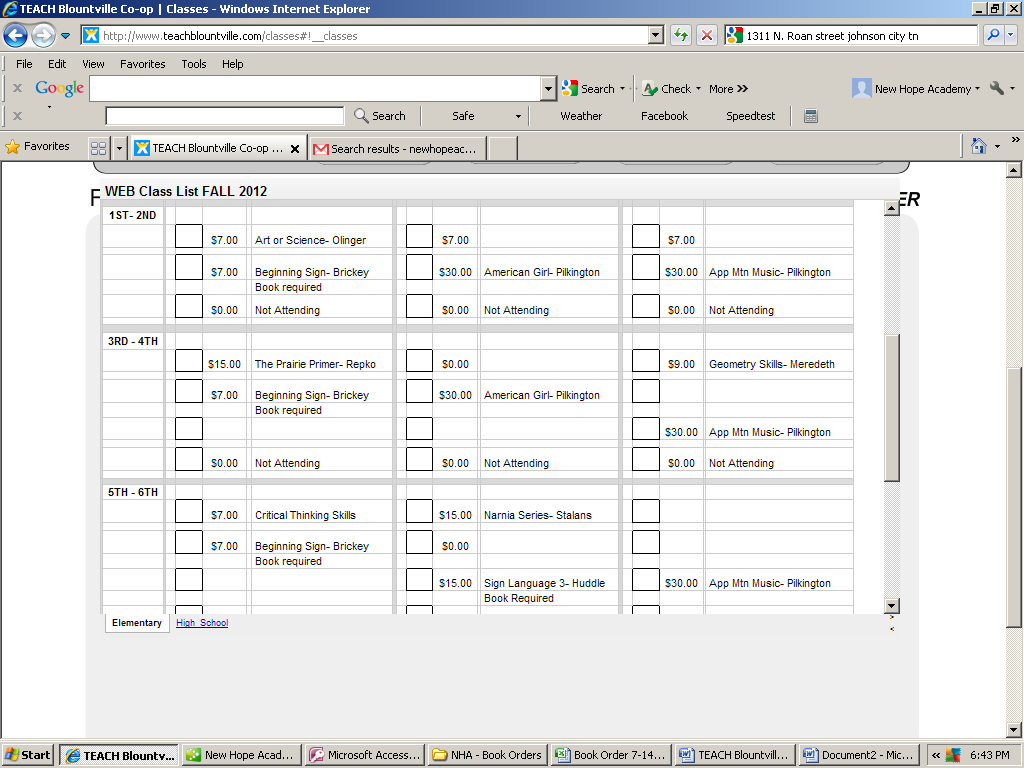 TEACH Blountville Co-op | Classes - Windows Internet Explorer
http://www.teachblountville.com/classes#!__classes
1311 N. Roan street johnson city tn
File Edit View Favorites Tools Help
x Google Search Check More >> New Hope Academy
x Search Safe Weather Facebook Speedtest
Favorites TEACH Blountville Co-op ... x Search results - newhopeac... >>
F WEB Class List FALL 2012 ER
1ST- 2ND
$7.00 Art or Science- Olinger $7.00 $7.00
$7.00 Beginning Sign- Brickey $30.00 American Girl- Pilkington $30.00 App Mtn Music- Pilkington
Book required
$0.00 Not Attending $0.00 Not Attending $0.00 Not Attending
3RD - 4TH
$15.00 The Prairie Primer- Repko $0.00 $9.00 Geometry Skills- Meredeth
$7.00 Beginning Sign- Brickey $30.00 American Girl- Pilkington
Book required
$30.00 App Mtn Music- Pilkington
$0.00 Not Attending $0.00 Not Attending $0.00 Not Attending
5TH - 6TH
$7.00 Critical Thinking Skills $15.00 Narnia Series- Stalans
$7.00 Beginning Sign- Brickey $0.00
Book required
$15.00 Sign Language 3- Huddle $30.00 App Mtn Music- Pilkington
Book Required
Elementary High_School >
<
Start TEACH Blountv... New Hope Acad... Microsoft Access... NHA - Book Orders Book Order 7-14... TEACH Blountvill... Document2 - Mic... << 6:43 PM